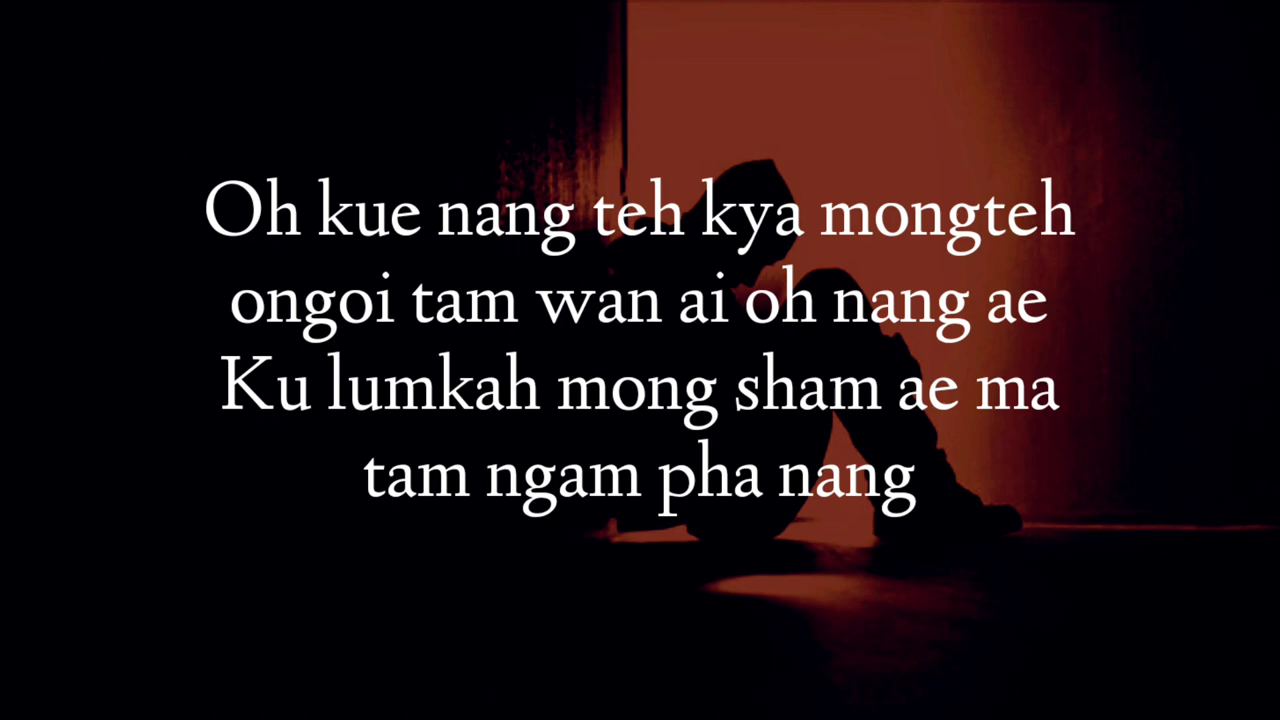 Oh kue nang teh kya mongteh
ongoi tam wan ai oh nang ae
Ku lumkah mong sham ae ma
tam ngam pha nang